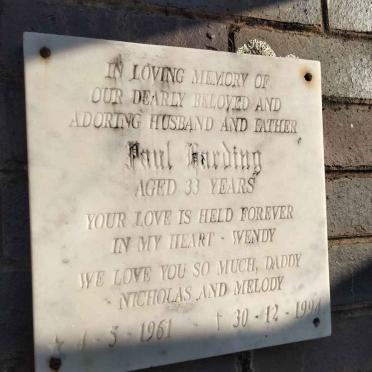 IN LOVING MEMORY OF
OUR DEARLY BELOVED AND
ADORING HUSBAND AND FATHER
Paul Harding
AGED 33 YEARS
YOUR LOVE IS HELD FOREVER
IN MY HEART - WENDY
WE LOVE YOU SO MUCH, DADDY
- NICHOLAS AND MELODY
* 4-5-1961 † 30-12-1994